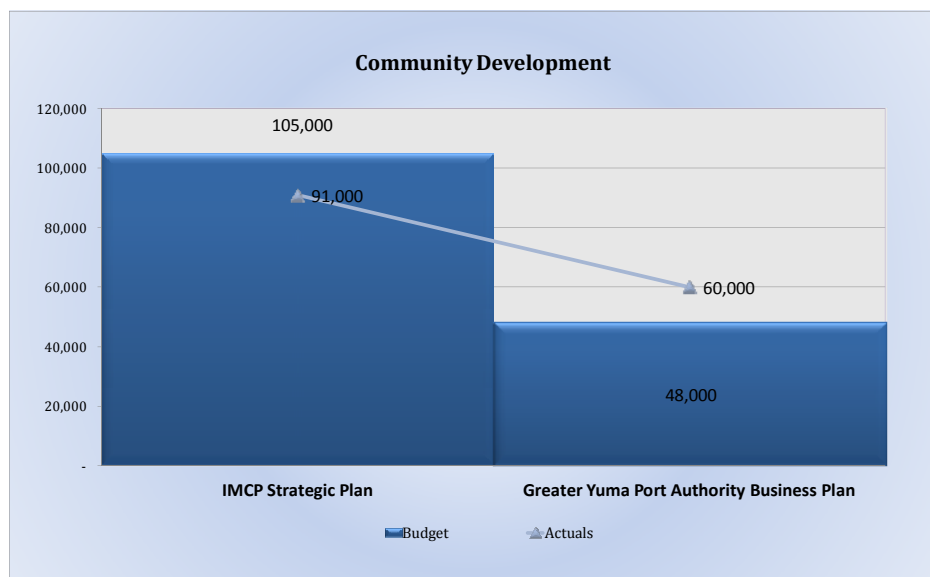 Community Development
120,000
105,000
100,000
91,000
80,000
60,000
60,000
40,000
48,000
20,000
-
IMCP Strategic Plan
Greater Yuma Port Authority Business Plan
Budget
Actuals